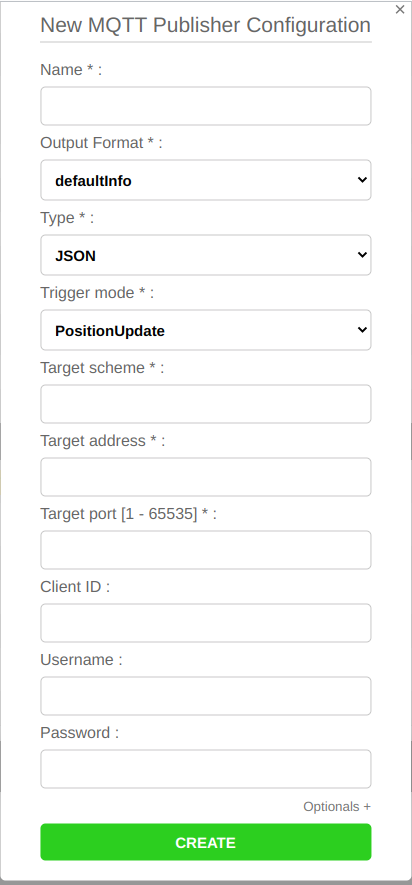 ×
New MQTT Publisher Configuration
Name * :
Output Format * :
defaultInfo
Type * :
JSON
Trigger mode * :
PositionUpdate
Target scheme * :
Target address * :
Target port [1 - 65535] * :
Client ID :
Username :
Password :
Optionals +
CREATE